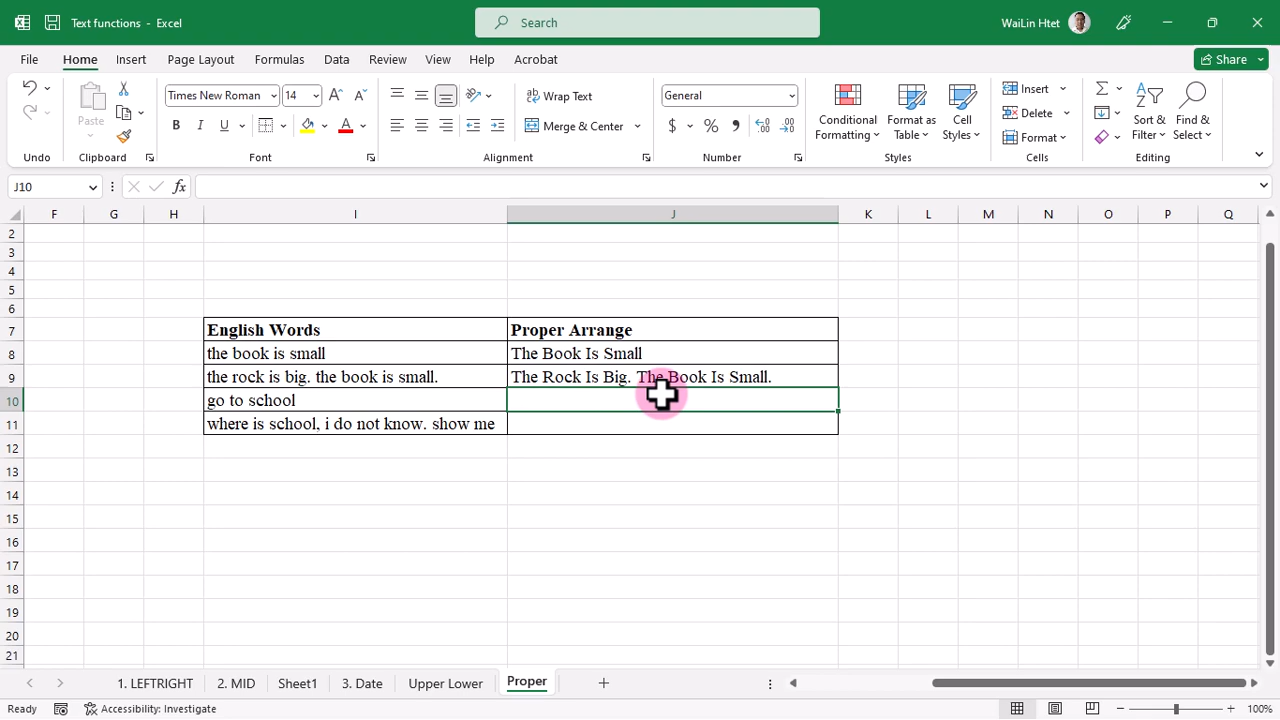 Text functions - Excel
Search
WaiLin Htet
File Home Insert Page Layout Formulas Data Review View Help Acrobat
Share
Paste
Times New Roman 14
B I U
Wrap Text
Merge & Center
General
$ % ,
Conditional Formatting
Format as Table
Cell Styles
Insert
Delete
Format
Sort & Filter
Find & Select
Undo Clipboard Font Alignment Number Styles Cells Editing
J10 fx
F G H I J K L M N O P Q
2
3
4
5
6
7 English Words Proper Arrange
8 the book is small The Book Is Small
9 the rock is big. the book is small. The Rock Is Big. The Book Is Small.
10 go to school
11 where is school, i do not know. show me
12
13
14
15
16
17
18
19
20
21
1. LEFTRIGHT 2. MID Sheet1 3. Date Upper Lower Proper
Ready Accessibility: Investigate 100%